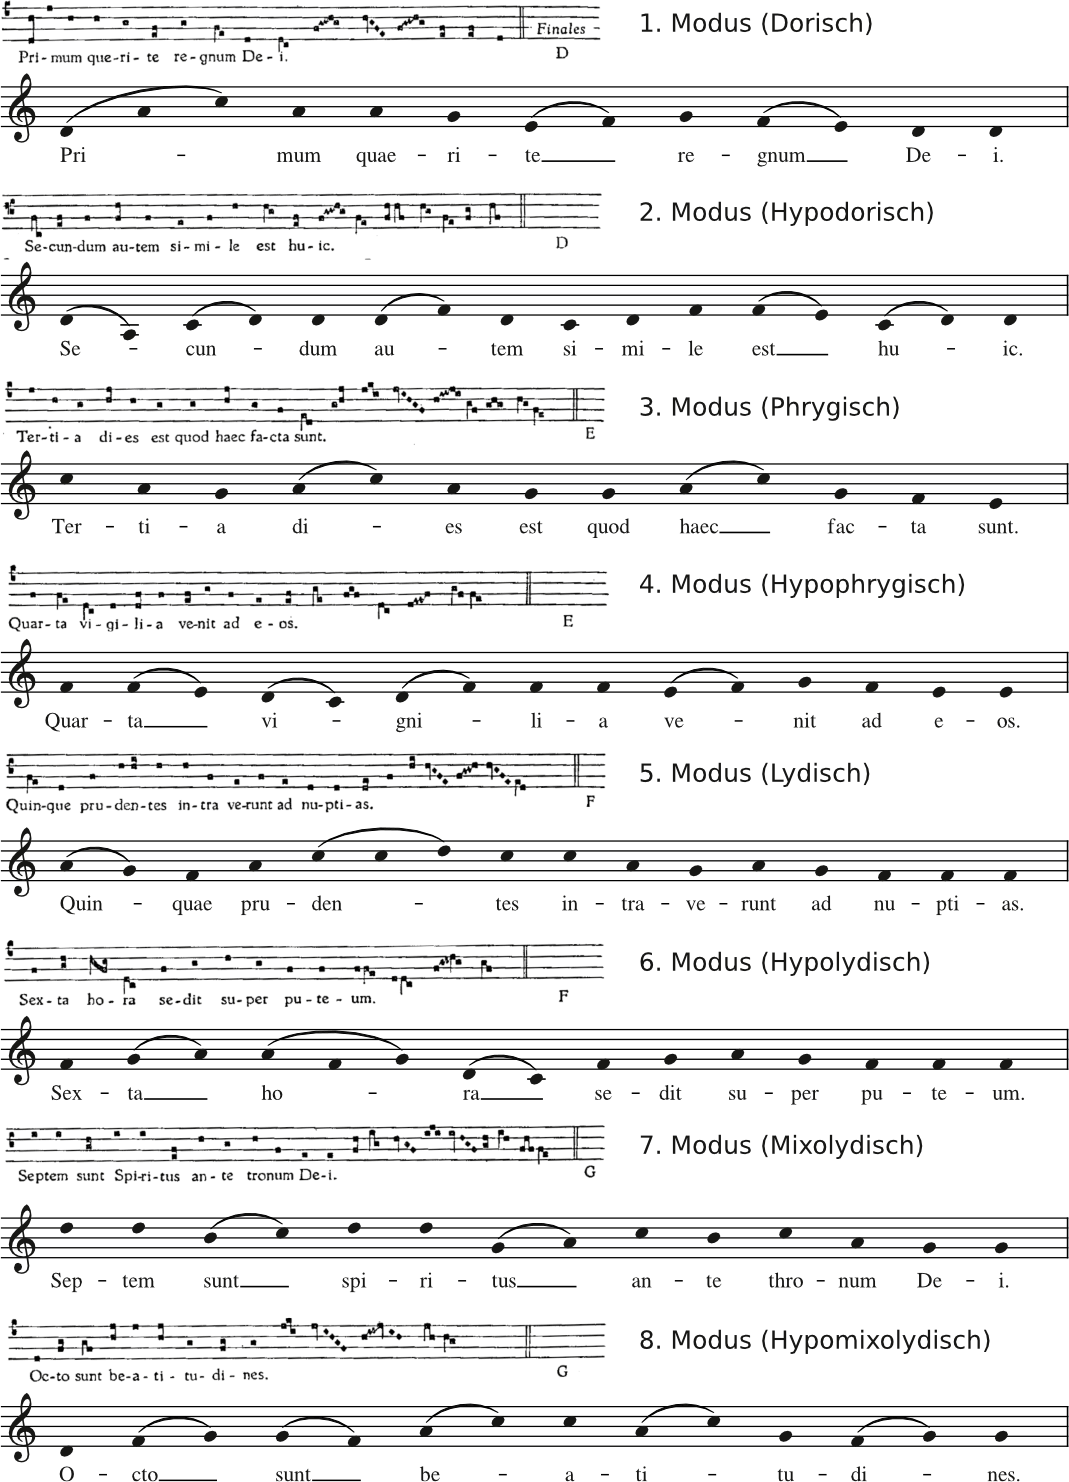 Finales
1. Modus (Dorisch)
Pri-mum que-ri-te re-gnum De-i.
D
Pri - mum quae - ri - te re - gnum De - i.
2. Modus (Hypodorisch)
Se-cun-dum au-tem si-mi-le est hu-ic.
D
Se - cun - dum au - tem si - mi - le est hu - ic.
3. Modus (Phrygisch)
Ter-ti-a di-es est quod haec fa-cta sunt.
E
Ter - ti - a di - es est quod haec fac - ta sunt.
4. Modus (Hypophrygisch)
Quar-ta vi-gi-li-a ve-nit ad e-os.
E
Quar - ta vi - gni - li - a ve - nit ad e - os.
5. Modus (Lydisch)
Quin-que pru-den-tes in-tra ve-runt ad nu-pti-as.
F
Quin - quae pru - den - tes in - tra - ve - runt ad nu - pti - as.
6. Modus (Hypolydisch)
Sex-ta ho-ra se-dit su-per pu-te-um.
F
Sex - ta ho - ra se - dit su - per pu - te - um.
7. Modus (Mixolydisch)
Septem sunt Spi-ri-tus an-te tronum De-i.
G
Sep - tem sunt spi - ri - tus an - te thro - num De - i.
8. Modus (Hypomixolydisch)
Oc-to sunt be-a-ti-tu-di-nes.
G
O - cto sunt be - a - ti - tu - di - nes.